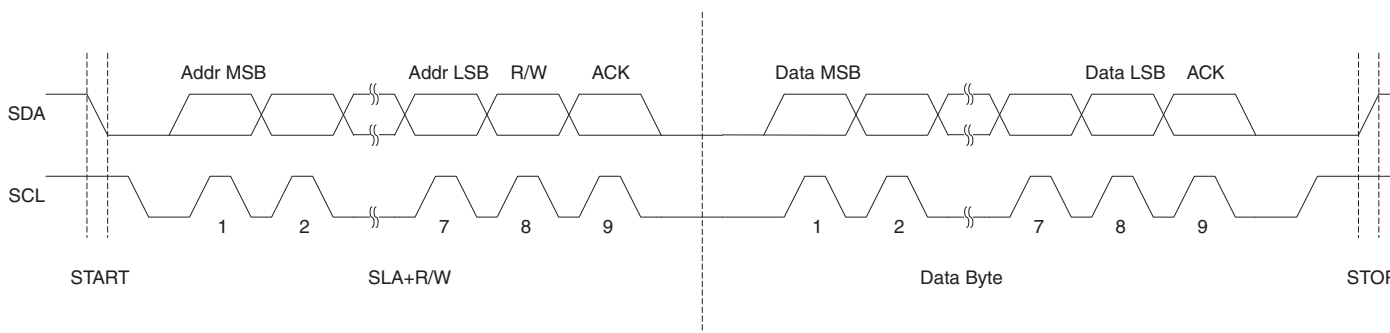 Addr MSB Addr LSB R/W ACK Data MSB Data LSB ACK
SDA
SCL
1 2 7 8 9 1 2 7 8 9
START SLA+R/W Data Byte STOP